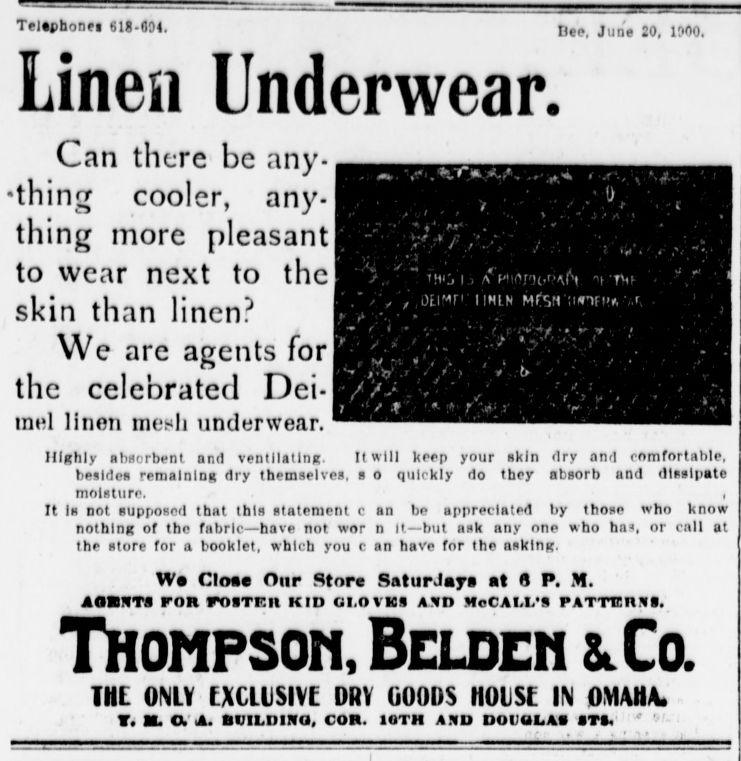 Telephones 618-694.
Bee, June 20, 1900.
Linen Underwear.
Can there be any-
thing cooler, any-
thing more pleasant
to wear next to the
skin than linen?
We are agents for
the celebrated Dei-
mel linen mesh underwear.
THIS IS A PHOTOGRAPH OF THE
DEIMEL LINEN MESH UNDERWEAR
Highly absorbent and ventilating. It will keep your skin dry and comfortable,
besides remaining dry themselves, s o quickly do they absorb and dissipate
moisture.
It is not supposed that this statement c an be appreciated by those who know
nothing of the fabric—have not wor n it—but ask any one who has, or call at
the store for a booklet, which you c an have for the asking.
We Close Our Store Saturdays at 6 P. M.
AGENTS FOR FOSTER KID GLOVES AND McCALL'S PATTERNS.
THOMPSON, BELDEN & CO.
THE ONLY EXCLUSIVE DRY GOODS HOUSE IN OMAHA.
Y. M. C. A. BUILDING, COR. 16TH AND DOUGLAS STS.